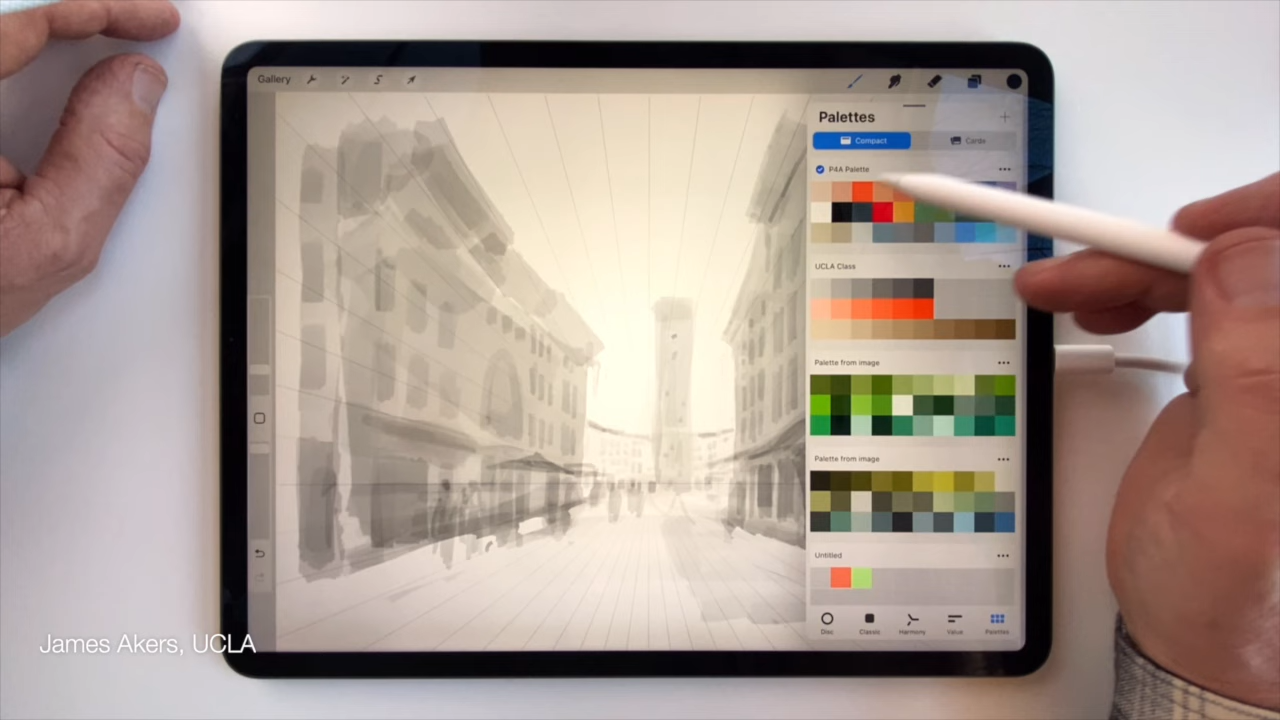 Gallery
Palettes
Compact
Cards
P4A Palette
UCLA Class
Palette from image
Palette from image
Untitled
Disc
Classic
Harmony
Value
Palettes
James Akers, UCLA